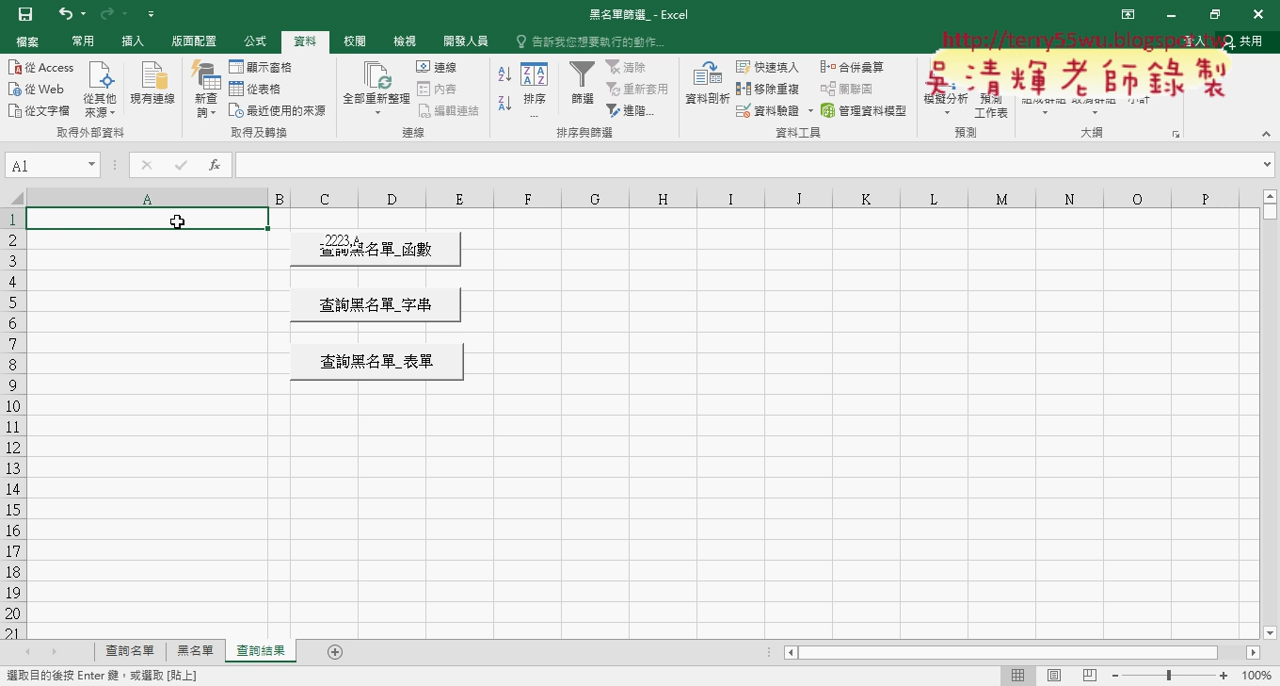 黑名單篩選_ - Excel
檔案 常用 插入 版面配置 公式 資料 校閱 檢視 開發人員 告訴我您想要執行的動作... 登入 共用
http://terry55wu.blogspot.tw
吳清輝老師錄製
從 Access
從 Web
從文字檔
從其他來源
現有連線
取得外部資料
新查詢
顯示查詢
從表格
最近使用的來源
取得及轉換
全部重新整理
連線
內容
編輯連結
連線
排序...
篩選
清除
重新套用
進階...
排序與篩選
資料剖析
快速填入
移除重複
資料驗證
合併彙算
關聯圖
管理資料模型
資料工具
模擬分析
預測工作表
預測
組成群組 取消群組 小計
大綱
A1
fx
A B C D E F G H I J K L M N O P
1
2
3
4
5
6
7
8
9
10
11
12
13
14
15
16
17
18
19
20
21
查詢黑名單_函數
查詢黑名單_字串
查詢黑名單_表單
查詢名單 黑名單 查詢結果
選取目的後按 Enter 鍵，或選取 [貼上]
100%